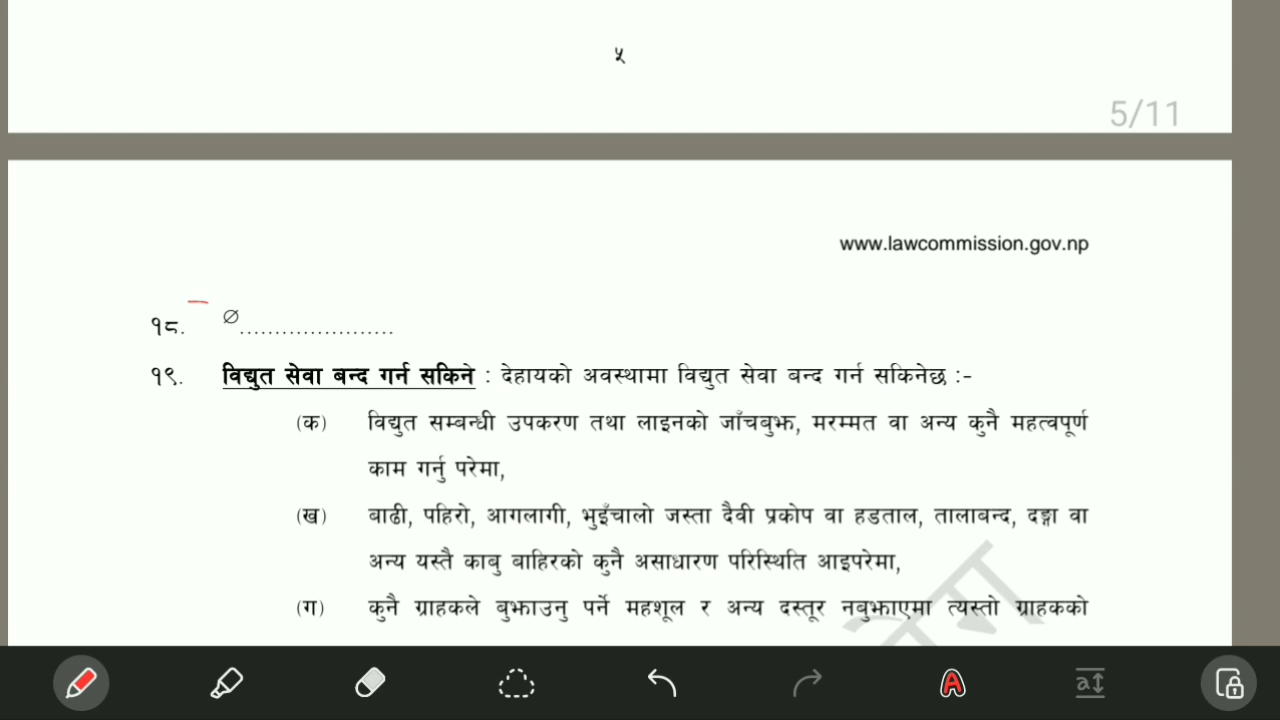 ५
5/11
www.lawcommission.gov.np
१८. ∅......................
१९. विद्युत सेवा बन्द गर्न सकिने : देहायको अवस्थामा विद्युत सेवा बन्द गर्न सकिनेछ :-
(क) विद्युत सम्बन्धी उपकरण तथा लाइनको जाँचबुझ, मरम्मत वा अन्य कुनै महत्वपूर्ण
काम गर्नु परेमा,
(ख) बाढी, पहिरो, आगलागी, भुइँचालो जस्ता दैवी प्रकोप वा हडताल, तालाबन्द, दङ्गा वा
अन्य यस्तै काबु बाहिरको कुनै असाधारण परिस्थिति आइपरेमा,
(ग) कुनै ग्राहकले बुझाउनु पर्ने महशूल र अन्य दस्तूर नबुझाएमा त्यस्तो ग्राहकको
A
a